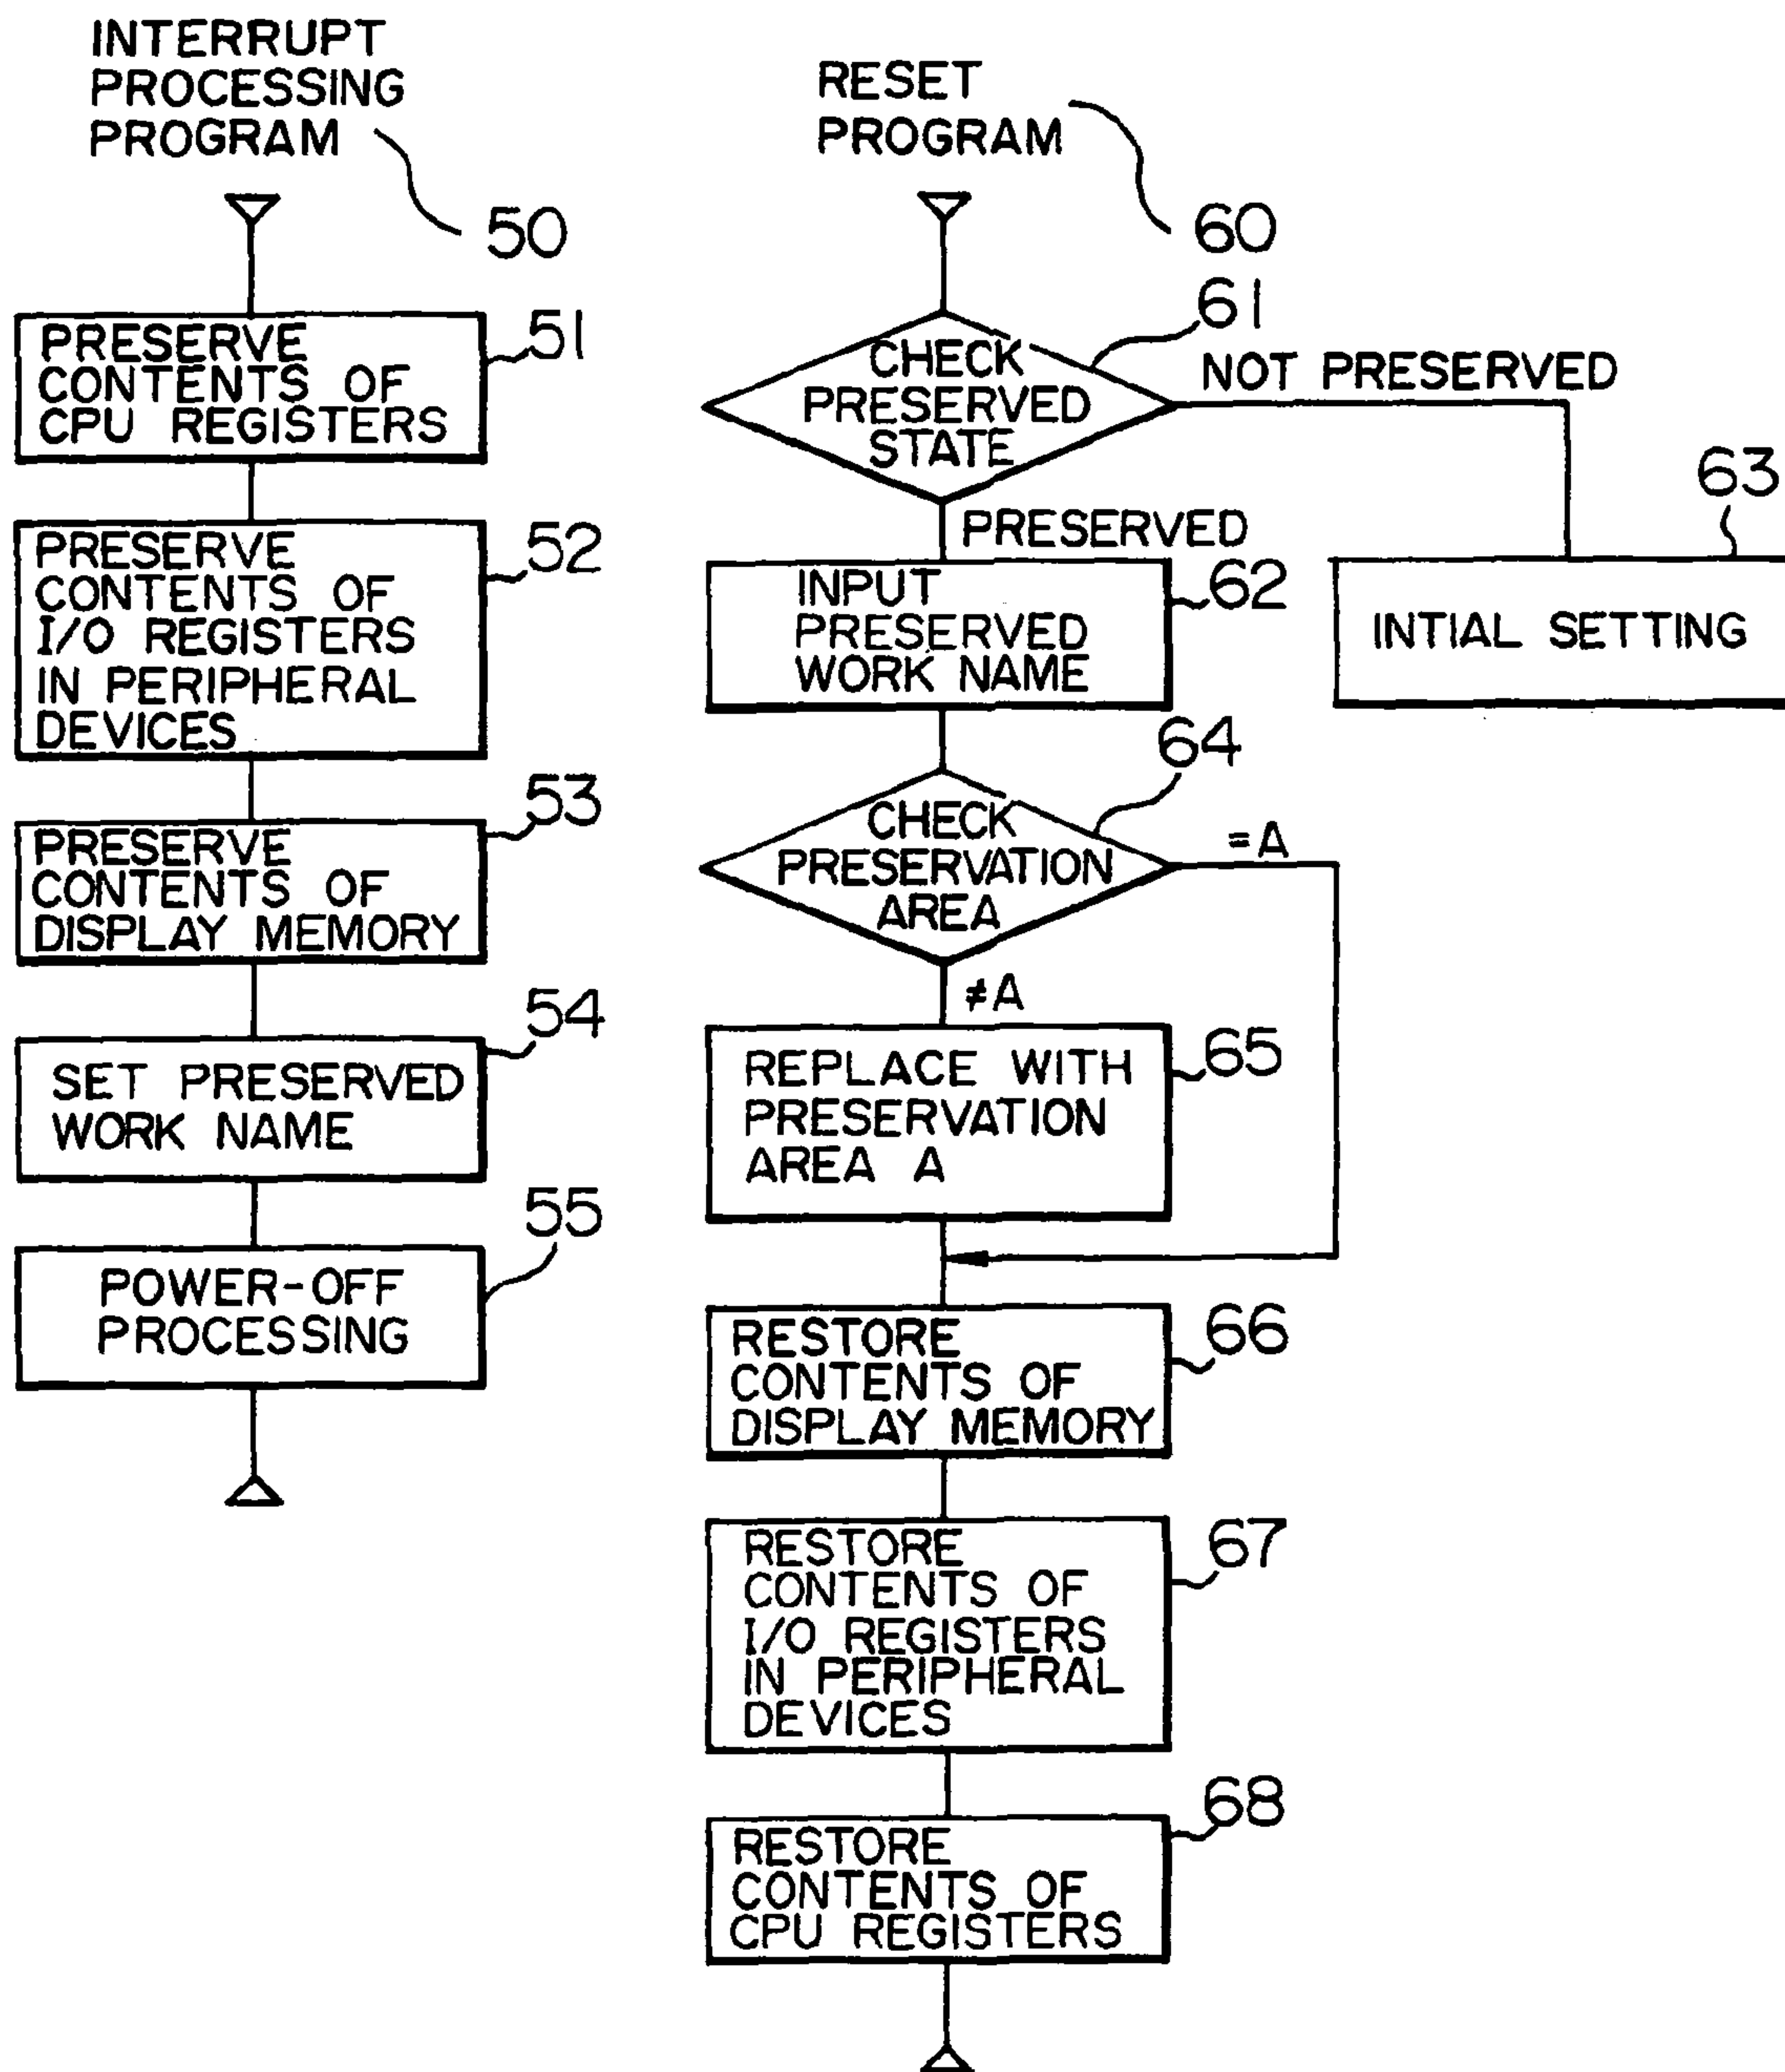 INTERRUPT
PROCESSING
PROGRAM
50
PRESERVE
CONTENTS OF
CPU REGISTERS
51
PRESERVE
CONTENTS OF
I/O REGISTERS
IN PERIPHERAL
DEVICES
52
PRESERVE
CONTENTS OF
DISPLAY MEMORY
53
SET PRESERVED
WORK NAME
54
POWER-OFF
PROCESSING
55
RESET
PROGRAM
60
CHECK
PRESERVED
STATE
61
NOT PRESERVED
PRESERVED
INPUT
PRESERVED
WORK NAME
62
INTIAL SETTING
63
CHECK
PRESERVATION
AREA
64
=A
≠A
REPLACE WITH
PRESERVATION
AREA A
65
RESTORE
CONTENTS OF
DISPLAY MEMORY
66
RESTORE
CONTENTS OF
I/O REGISTERS
IN PERIPHERAL
DEVICES
67
RESTORE
CONTENTS OF
CPU REGISTERS
68